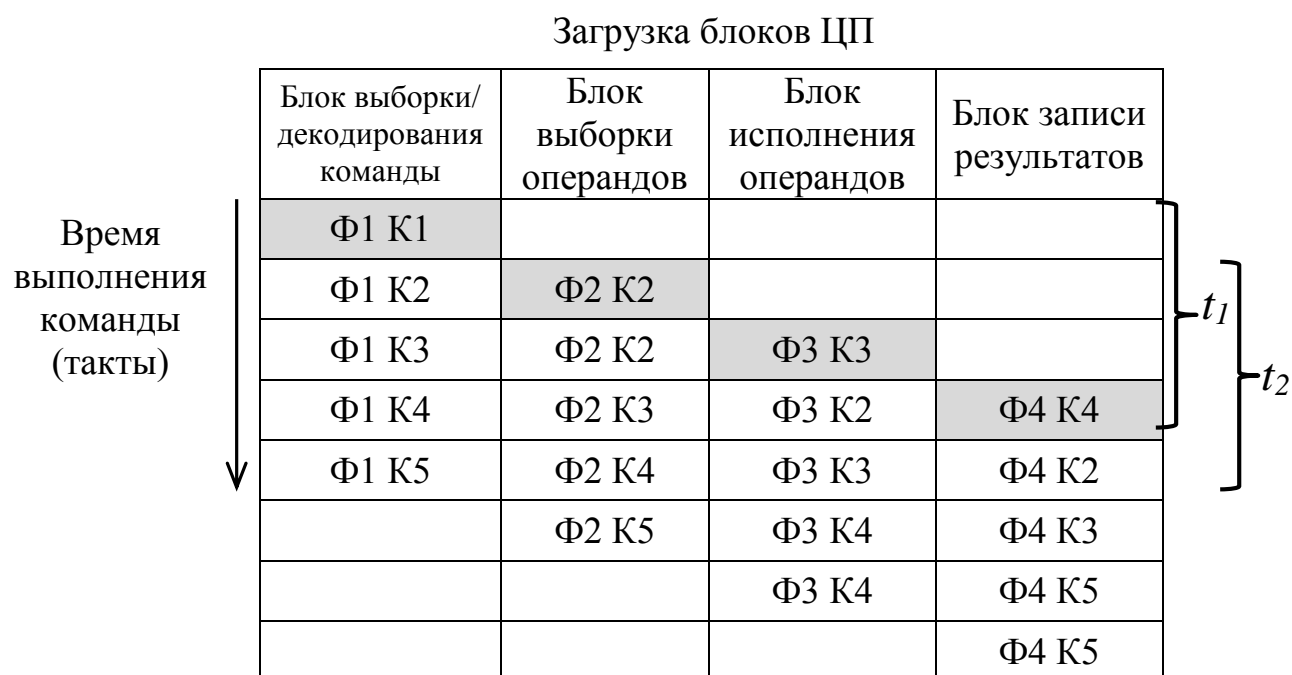 Загрузка блоков ЦП
Блок выборки/
декодирования
команды
Блок
выборки
операндов
Блок
исполнения
операндов
Блок записи
результатов
Время
выполнения
команды
(такты)
Ф1 К1
Ф1 К2 Ф2 К2
Ф1 К3 Ф2 К2 Ф3 К3
Ф1 К4 Ф2 К3 Ф3 К2 Ф4 К4
Ф1 К5 Ф2 К4 Ф3 К3 Ф4 К2
Ф2 К5 Ф3 К4 Ф4 К3
Ф3 К4 Ф4 К5
Ф4 К5
t1
t2